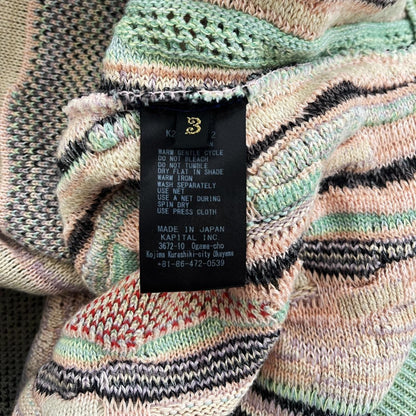 3
K2 2
WARM GENTLE CYCLE
DO NOT BLEACH
DO NOT TUMBLE
DRY FLAT IN SHADE
WARM IRON
WASH SEPARATELY
USE NET
USE A NET DURING
SPIN DRY
USE PRESS CLOTH
MADE IN JAPAN
KAPITAL INC.
3672-10 Ogawa-cho
Kojima Kurashiki-city Okayama
+81-86-472-0539